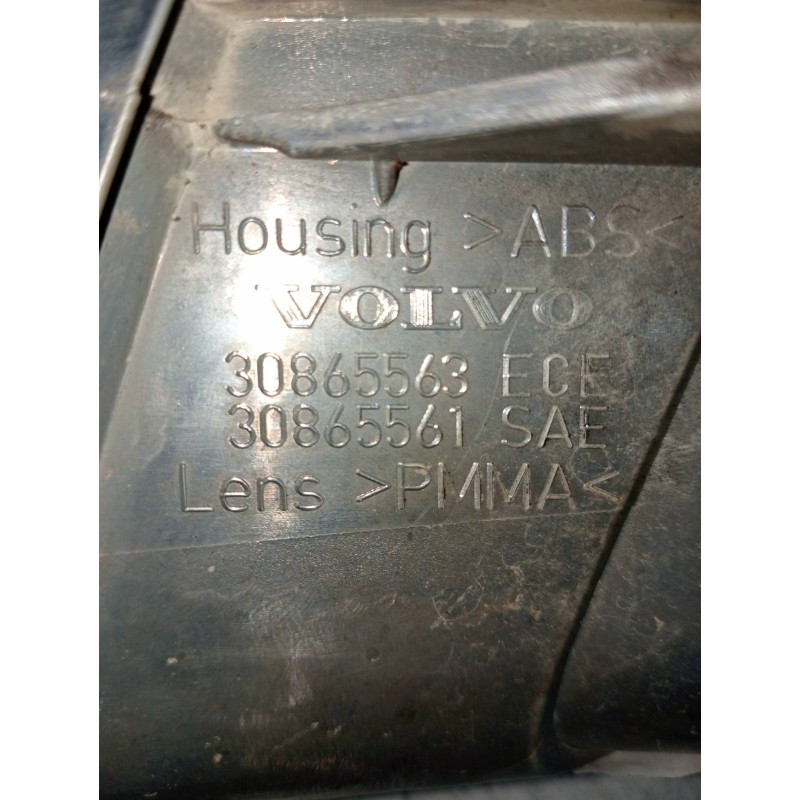 Housing >ABS<
VOLVO
30865563 ECE
30865561 SAE
Lens >PMMA<